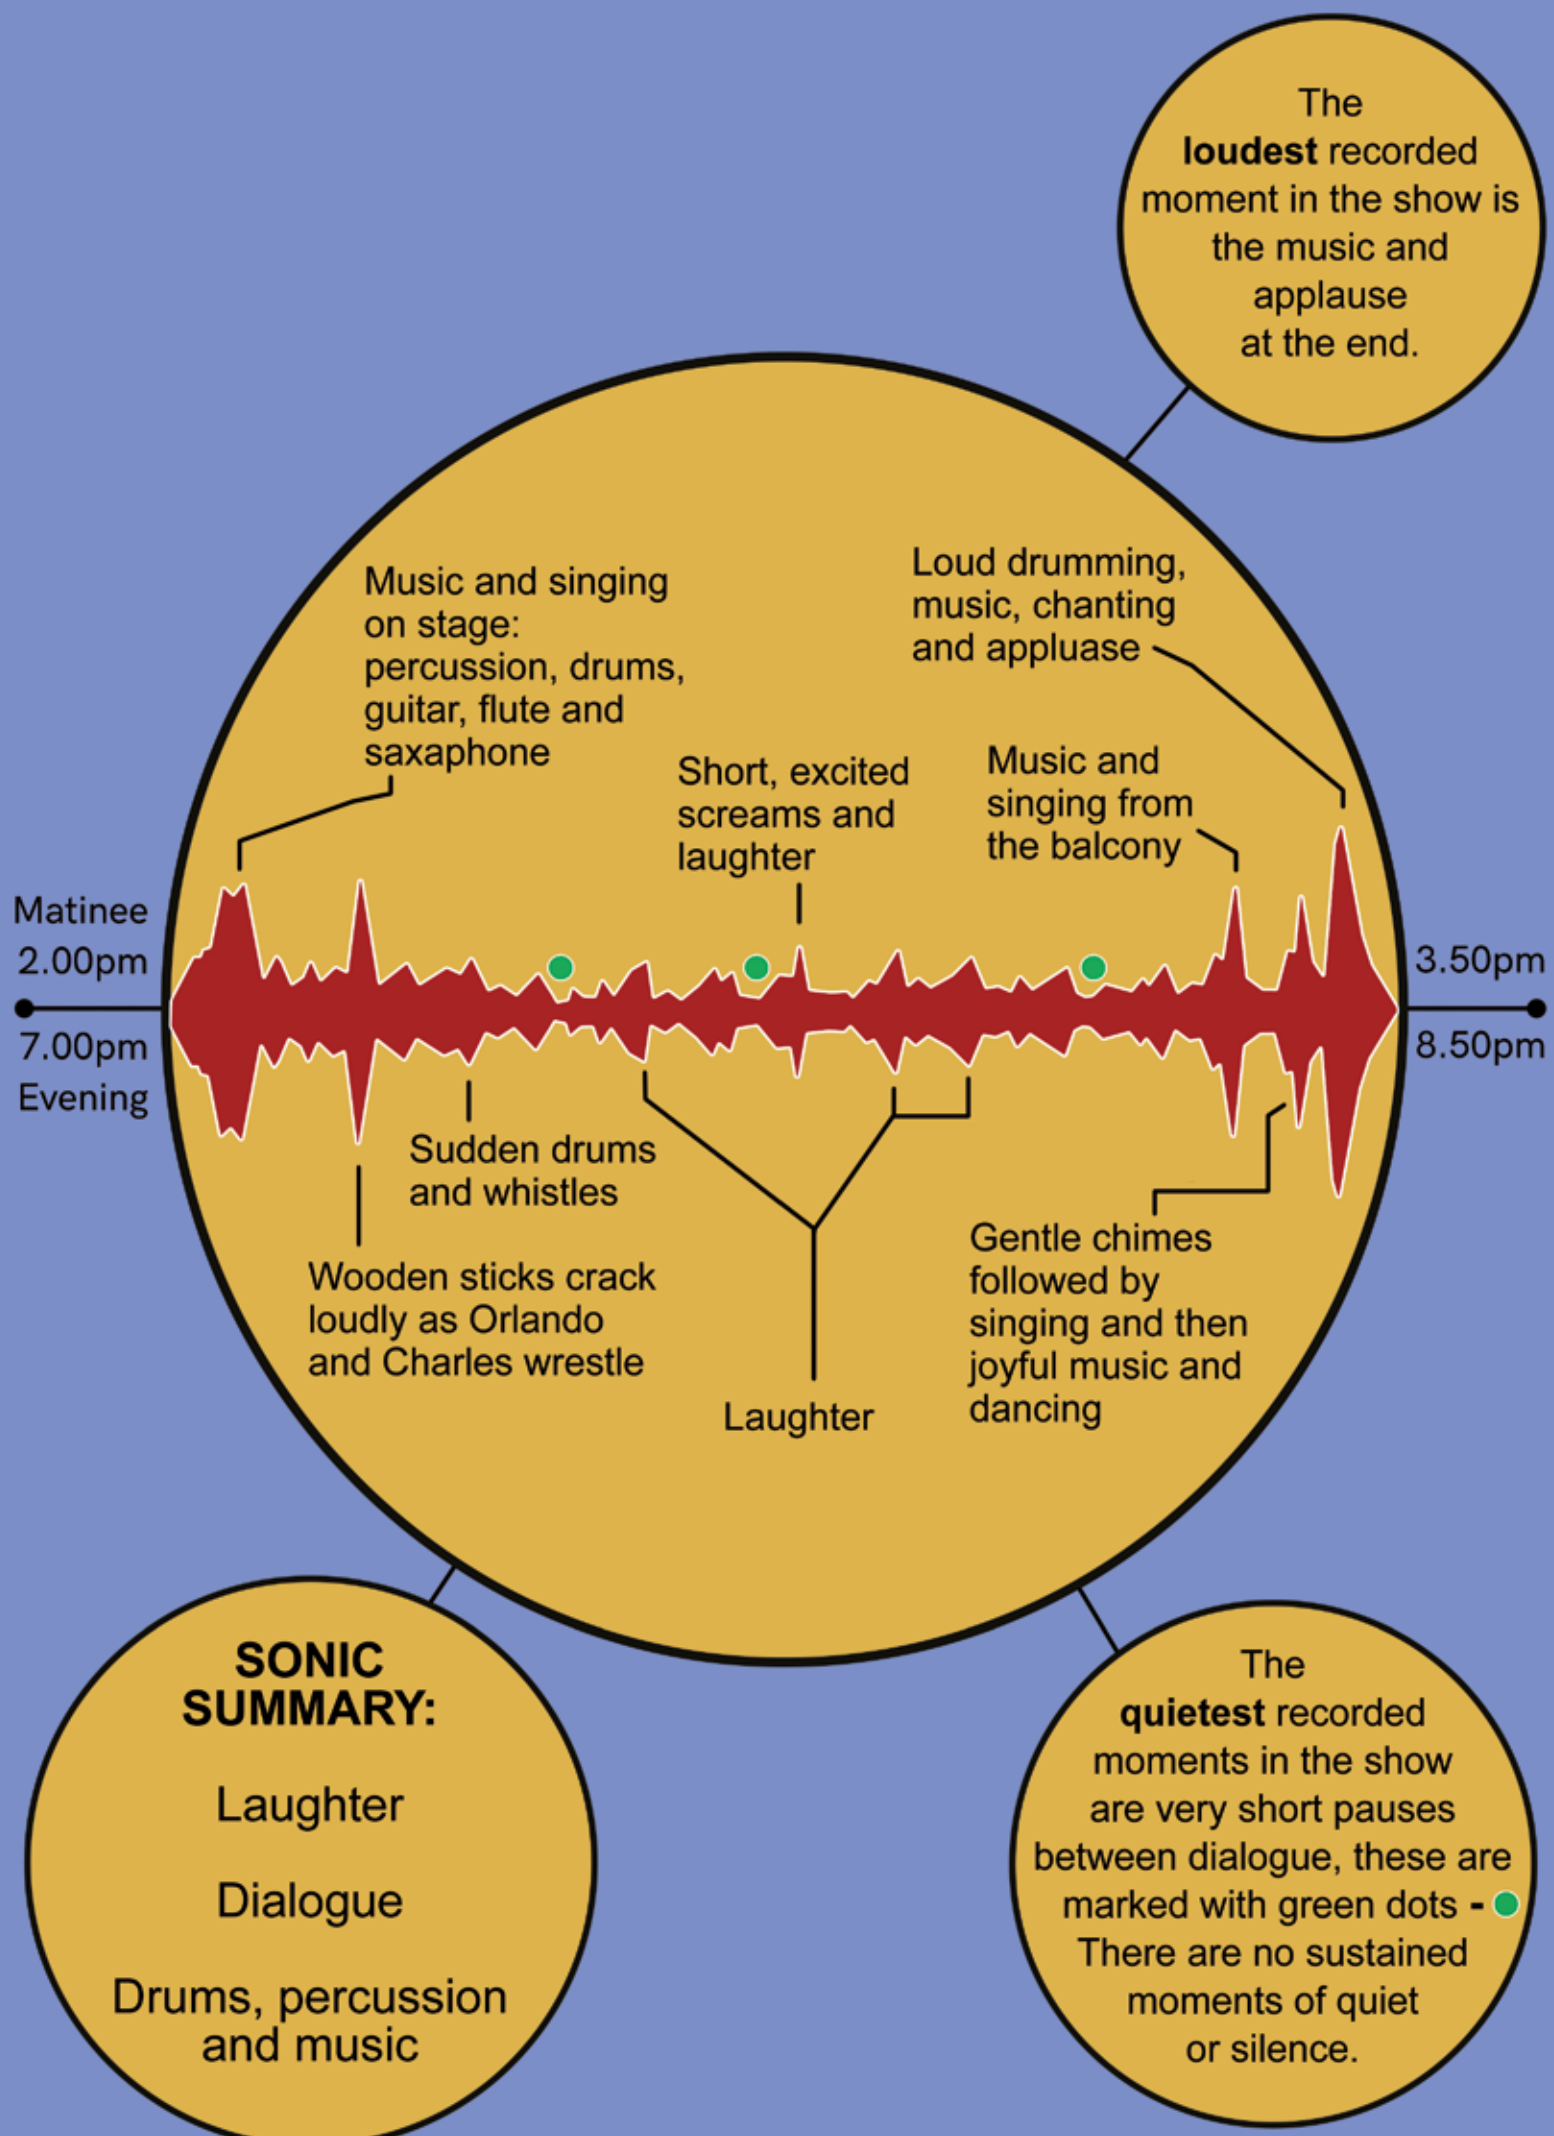 The
loudest recorded
moment in the show is
the music and
applause
at the end.
Music and singing
on stage:
percussion, drums,
guitar, flute and
saxaphone
Loud drumming,
music, chanting
and appluase
Short, excited
screams and
laughter
Music and
singing from
the balcony
Matinee
2.00pm
7.00pm
Evening
3.50pm
8.50pm
Sudden drums
and whistles
Wooden sticks crack
loudly as Orlando
and Charles wrestle
Laughter
Gentle chimes
followed by
singing and then
joyful music and
dancing
SONIC
SUMMARY:
Laughter
Dialogue
Drums, percussion
and music
The
quietest recorded
moments in the show
are very short pauses
between dialogue, these are
marked with green dots -
There are no sustained
moments of quiet
or silence.